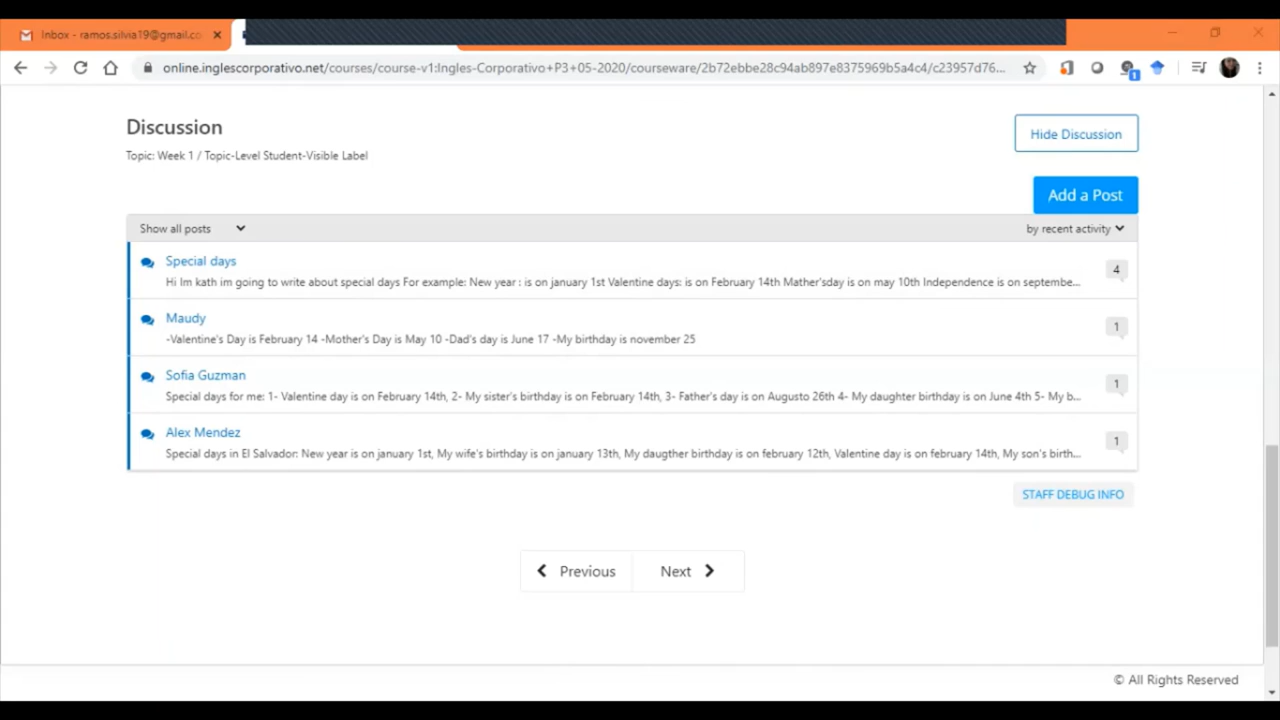 Inbox - ramos.silvia19@gmail.co
online.inglescorporativo.net/courses/course-v1:Ingles-Corporativo+P3+05-2020/courseware/2b72ebbe28c94ab897e8375969b5a4c4/c23957d76...
1
Discussion
Hide Discussion
Topic: Week 1 / Topic-Level Student-Visible Label
Add a Post
Show all posts
by recent activity
Special days
4
Hi Im kath im going to write about special days For example: New year : is on january 1st Valentine days: is on February 14th Mather'sday is on may 10th Independence is on septembe...
Maudy
1
-Valentine's Day is February 14 -Mother's Day is May 10 -Dad's day is June 17 -My birthday is november 25
Sofia Guzman
1
Special days for me: 1- Valentine day is on February 14th, 2- My sister's birthday is on February 14th, 3- Father's day is on Augusto 26th 4- My daughter birthday is on June 4th 5- My b...
Alex Mendez
1
Special days in El Salvador: New year is on january 1st, My wife's birthday is on january 13th, My daugther birthday is on february 12th, Valentine day is on february 14th, My son's birth...
STAFF DEBUG INFO
Previous
Next
© All Rights Reserved